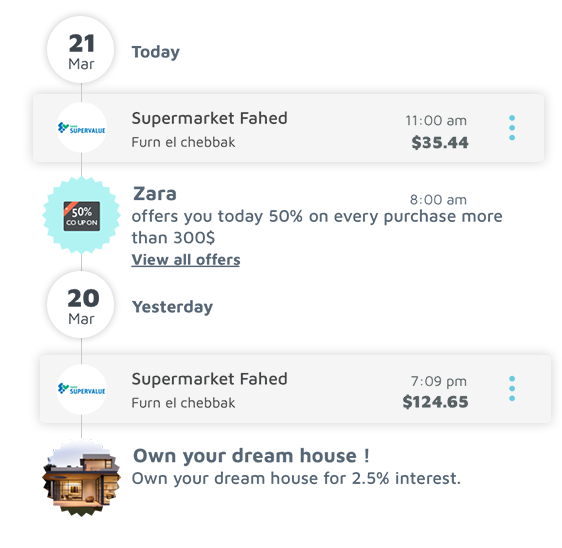 21
Mar
Today
Supermarket Fahed
11:00 am
SUPERVALUE
Furn el chebbak
$35.44
Zara
8:00 am
50%
COUPON
offers you today 50% on every purchase more
than 300$
View all offers
20
Mar
Yesterday
Supermarket Fahed
7:09 pm
SUPERVALUE
Furn el chebbak
$124.65
Own your dream house !
Own your dream house for 2.5% interest.